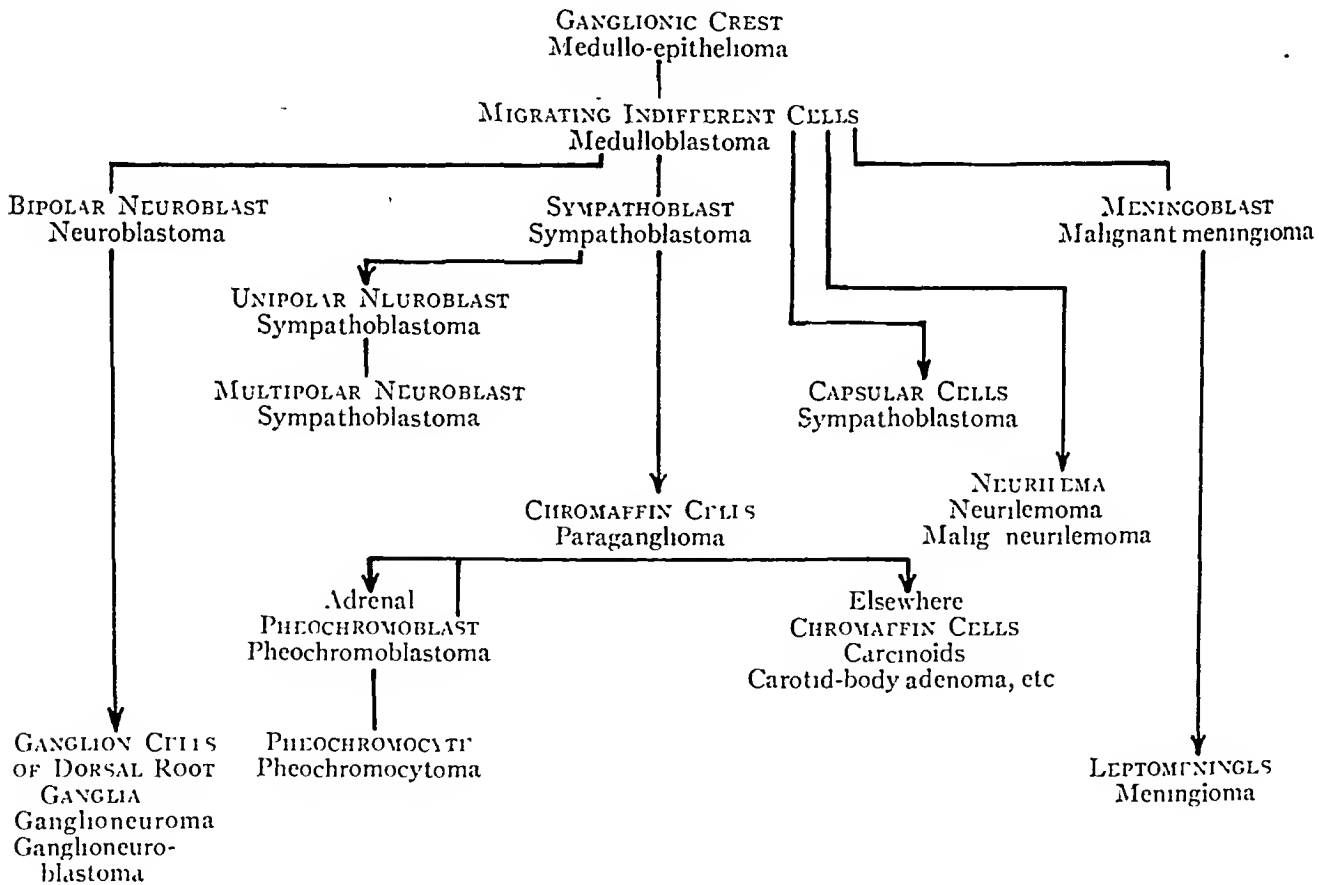 GANGLIONIC CREST
Medullo-epithelioma
MIGRATING INDIFFERENT CELLS
Medulloblastoma
BIPOLAR NEUROBLAST
Neuroblastoma
SYMPATHOBLAST
Sympathoblastoma
MENINGOBLAST
Malignant meningioma
UNIPOLAR NEUROBLAST
Sympathoblastoma
MULTIPOLAR NEUROBLAST
Sympathoblastoma
CAPSULAR CELLS
Sympathoblastoma
NEURILEMA
Neurilemoma
Malig neurilemoma
CHROMAFFIN CELLS
Paraganglioma
Adrenal
PHEOCHROMOBLAST
Pheochromoblastoma
Elsewhere
CHROMAFFIN CELLS
Carcinoids
Carotid-body adenoma, etc
GANGLION CELLS
OF DORSAL ROOT
GANGLIA
Ganglioneuroma
Ganglioneuro-
blastoma
PHEOCHROMOCYTE
Pheochromocytoma
LEPTOMENINGES
Meningioma